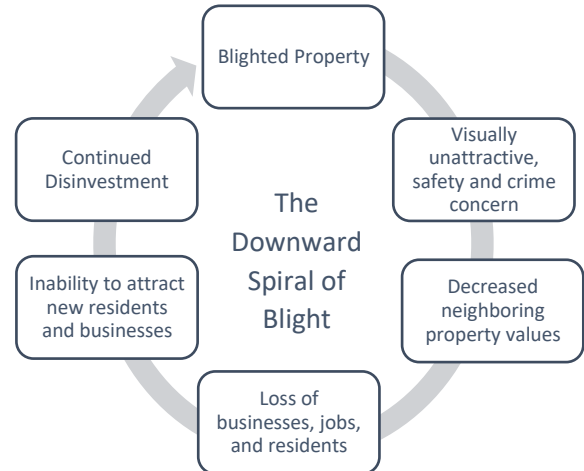 Blighted Property
Visually
unattractive,
safety and crime
concern
Decreased
neighboring
property values
Loss of
businesses, jobs,
and residents
Inability to attract
new residents
and businesses
Continued
Disinvestment
The
Downward
Spiral of
Blight